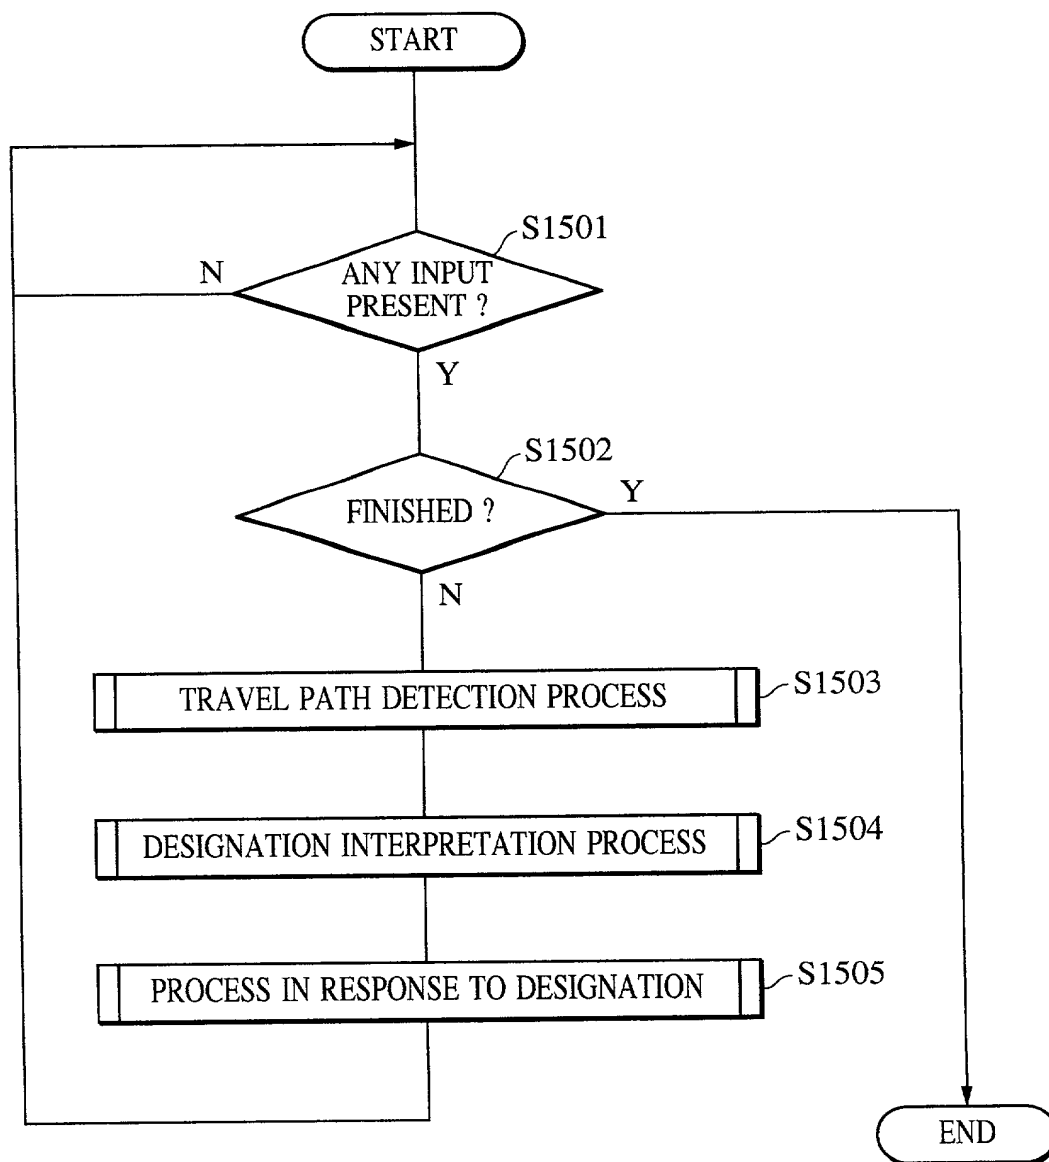 START
S1501
N
ANY INPUT
PRESENT ?
Y
S1502
FINISHED ?
Y
N
TRAVEL PATH DETECTION PROCESS
S1503
DESIGNATION INTERPRETATION PROCESS
S1504
PROCESS IN RESPONSE TO DESIGNATION
S1505
END